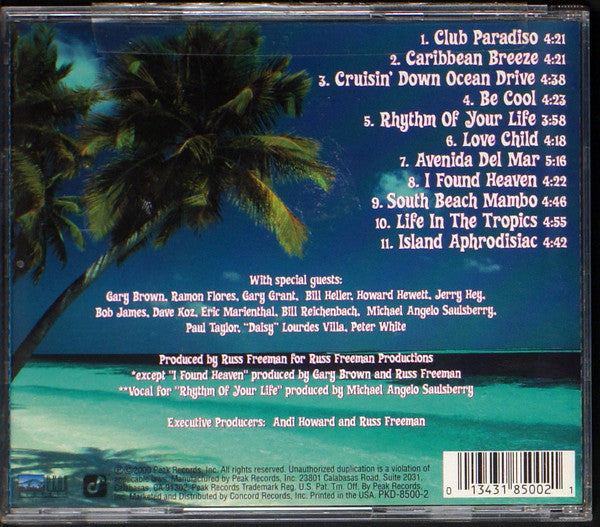 1. Club Paradiso 4:21
2. Caribbean Breeze 4:21
3. Cruisin' Down Ocean Drive 4:38
4. Be Cool 4:23
5. Rhythm Of Your Life 3:58
6. Love Child 4:18
7. Avenida Del Mar 5:16
8. I Found Heaven 4:22
9. South Beach Mambo 4:46
10. Life In The Tropics 4:55
11. Island Aphrodisiac 4:42
With special guests:
Gary Brown, Ramon Flores, Gary Grant, Bill Heller, Howard Hewett, Jerry Hey,
Bob James, Dave Koz, Eric Marienthal, Bill Reichenbach, Michael Angelo Saulsberry,
Paul Taylor, "Daisy" Lourdes Villa, Peter White
Produced by Russ Freeman for Russ Freeman Productions
*except "I Found Heaven" produced by Gary Brown and Russ Freeman
**Vocal for "Rhythm Of Your Life" produced by Michael Angelo Saulsberry
Executive Producers: Andi Howard and Russ Freeman
℗©2000 Peak Records, Inc. All rights reserved. Unauthorized duplication is a violation of
applicable laws. Manufactured by Peak Records, Inc. 23801 Calabasas Road, Suite 2031,
Calabasas, CA 91302. Peak Records Trademark Reg. U.S. Pat. Tm. Off. By Peak Records,
Inc. Marketed and Distributed by Concord Records, Inc. Printed in the USA. PKD-8500-2
0 13431 85002 1